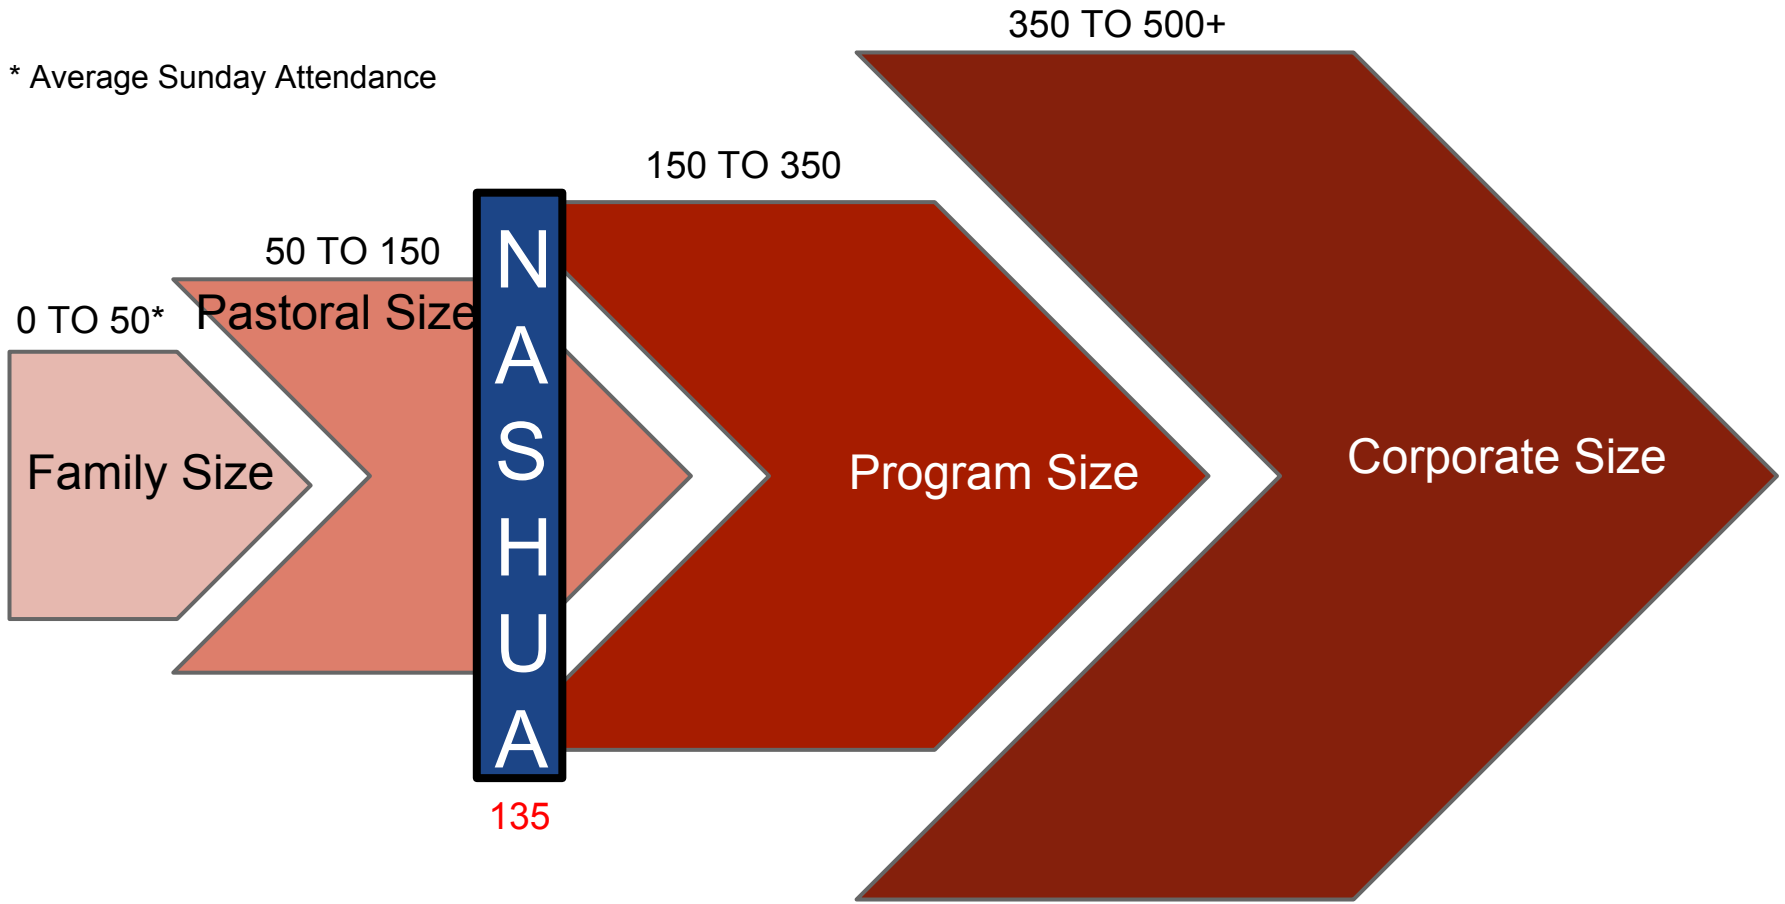 350 TO 500+
* Average Sunday Attendance
150 TO 350
50 TO 150
0 TO 50*
Pastoral Size
Family Size
NASHUA
Program Size
Corporate Size
135